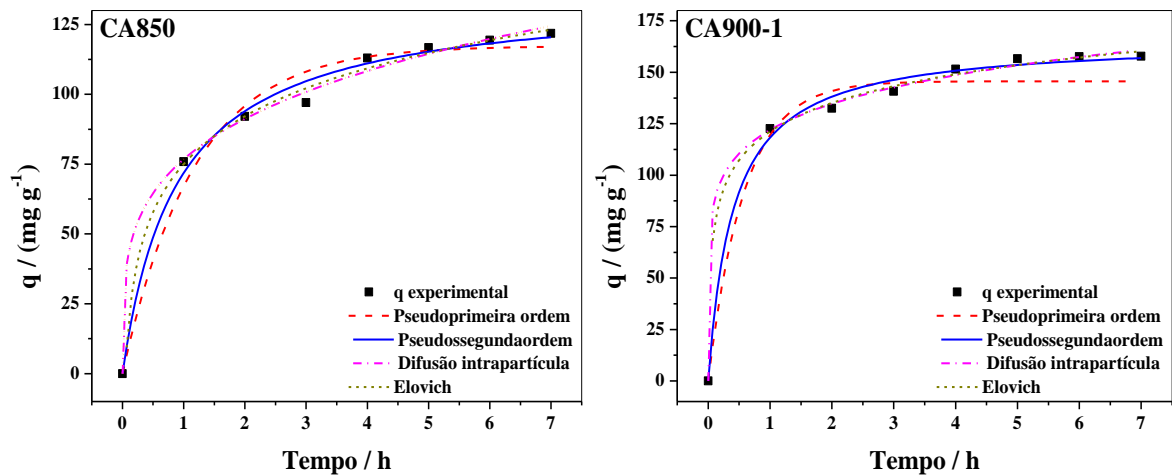 CA850
125
100
75
50
25
0
q / (mg g-1)
q experimental
Pseudoprimeira ordem
Pseudossegundaordem
Difusão intrapartícula
Elovich
0 1 2 3 4 5 6 7
Tempo / h
CA900-1
175
150
125
100
75
50
25
0
q / (mg g-1)
q experimental
Pseudoprimeira ordem
Pseudossegundaordem
Difusão intrapartícula
Elovich
0 1 2 3 4 5 6 7
Tempo / h